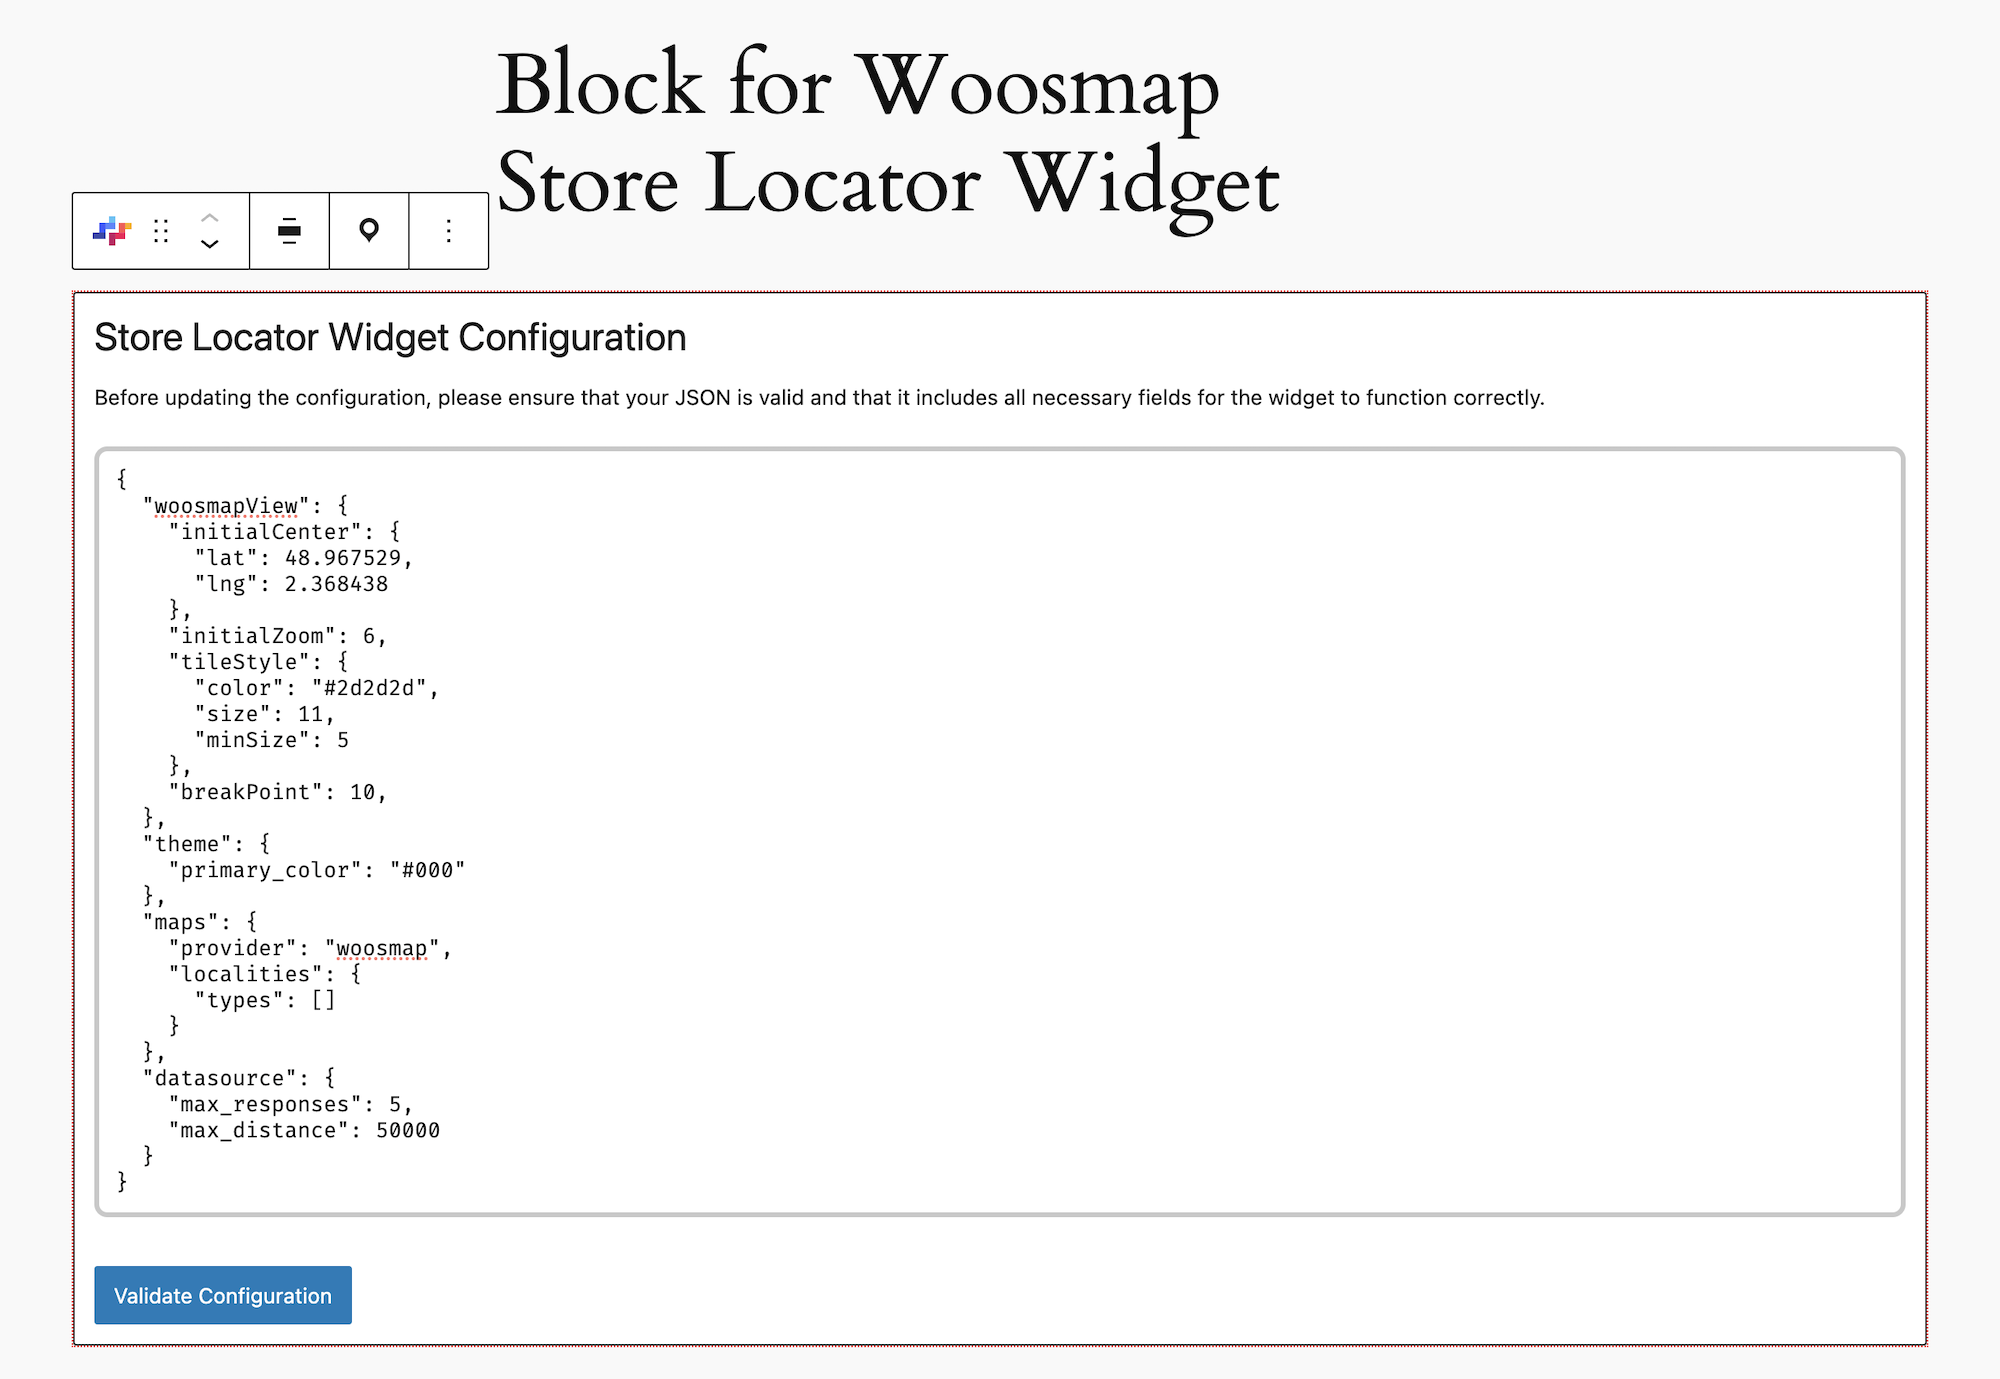 Block for Woosmap
Store Locator Widget
Store Locator Widget Configuration
Before updating the configuration, please ensure that your JSON is valid and that it includes all necessary fields for the widget to function correctly.
{
  "woosmapView": {
    "initialCenter": {
      "lat": 48.967529,
      "lng": 2.368438
    },
    "initialZoom": 6,
    "tileStyle": {
      "color": "#2d2d2d",
      "size": 11,
      "minSize": 5
    },
    "breakPoint": 10,
  },
  "theme": {
    "primary_color": "#000"
  },
  "maps": {
    "provider": "woosmap",
    "localities": {
      "types": []
    }
  },
  "datasource": {
    "max_responses": 5,
    "max_distance": 50000
  }
}
Validate Configuration